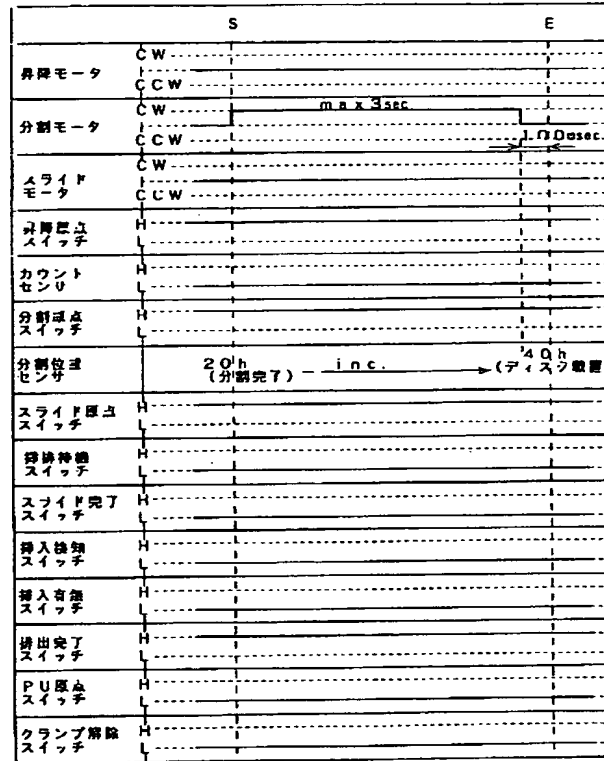 S E
昇降モータ CW
CCW
分割モータ CW max 3sec
CCW 100msec
スライド
モータ CW
CCW
昇降原点
スイッチ H
L
カウント
センサ H
L
分割原点
スイッチ H
L
分割位置
センサ 20h
(分割完了) inc. 40h
(ディスク載置
スライド原点
スイッチ H
L
排待機
スイッチ H
L
スライド完了
スイッチ H
L
挿入検知
スイッチ H
L
挿入有無
スイッチ H
L
排出完了
スイッチ H
L
PU原点
スイッチ H
L
クランプ解除
スイッチ H
L